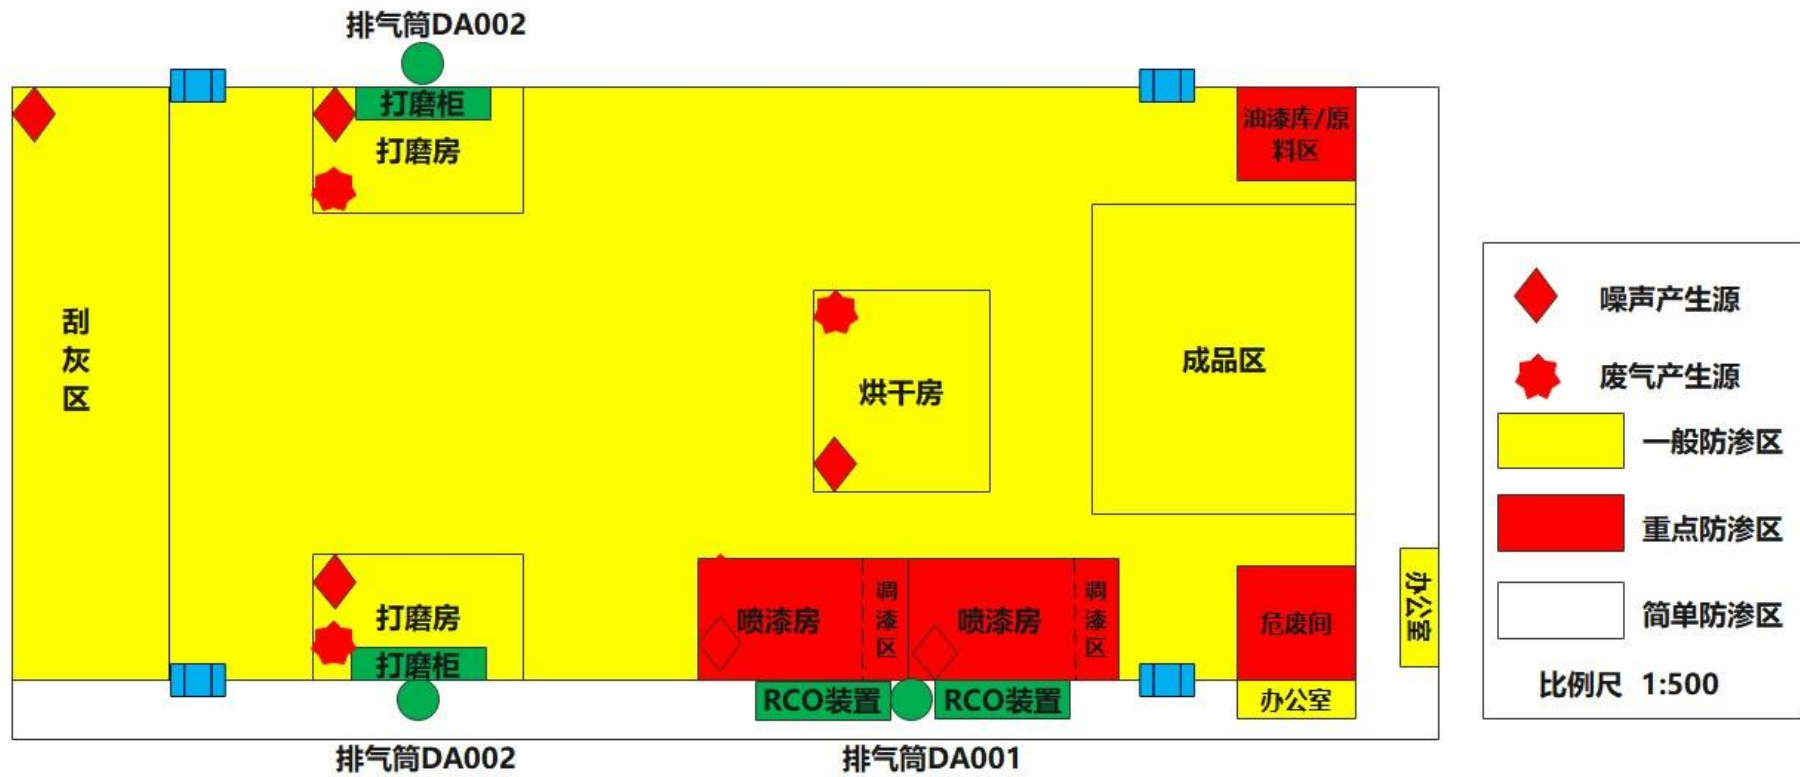 排气筒DA002
打磨柜
打磨房
油漆库/原
料区
刮
灰
区
烘干房
成品区
噪声产生源
废气产生源
一般防渗区
重点防渗区
简单防渗区
比例尺 1:500
打磨房
打磨柜
喷漆房
调
漆
区
喷漆房
调
漆
区
危废间
办公室
RCO装置
RCO装置
办公室
排气筒DA002
排气筒DA001